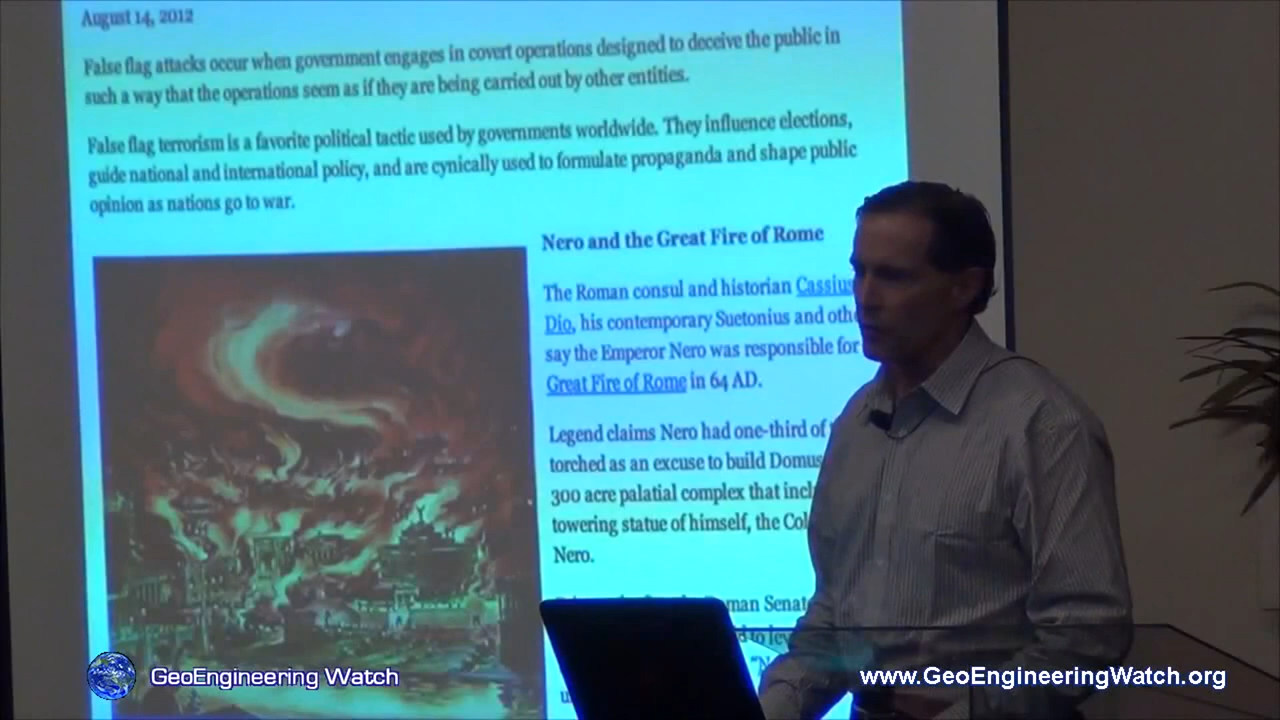 August 14, 2012
False flag attacks occur when government engages in covert operations designed to deceive the public in
such a way that the operations seem as if they are being carried out by other entities.
False flag terrorism is a favorite political tactic used by governments worldwide. They influence elections,
guide national and international policy, and are cynically used to formulate propaganda and shape public
opinion as nations go to war.
Nero and the Great Fire of Rome
The Roman consul and historian Cassius
Dio, his contemporary Suetonius and
say the Emperor Nero was responsible for
Great Fire of Rome in 64 AD.
Legend claims Nero had one-third of
torched as an excuse to build Domus
300 acre palatial complex that
towering statue of himself, the
Nero.
GeoEngineering Watch
www.GeoEngineeringWatch.org